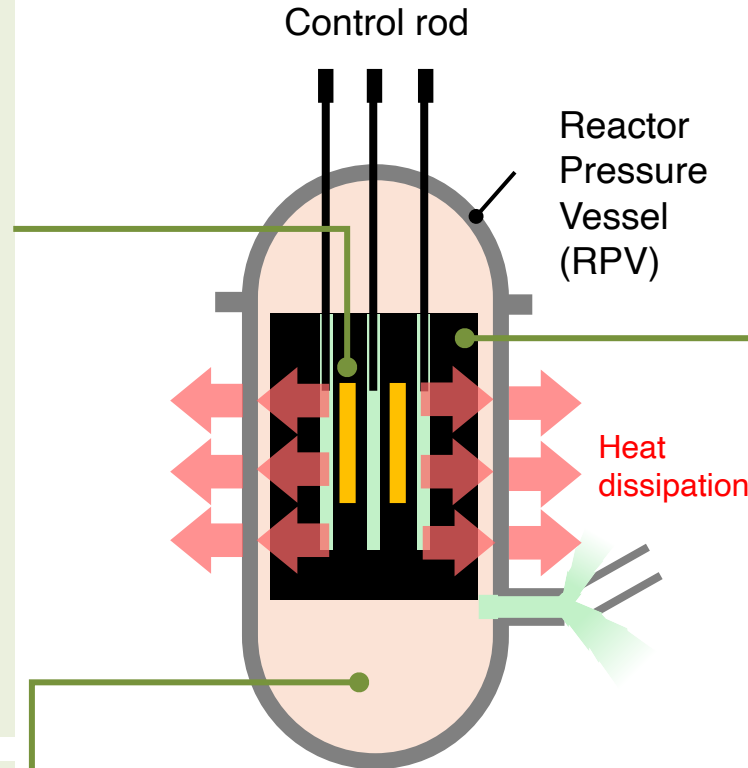 Control rod
Reactor
Pressure
Vessel
(RPV)
Heat
dissipation